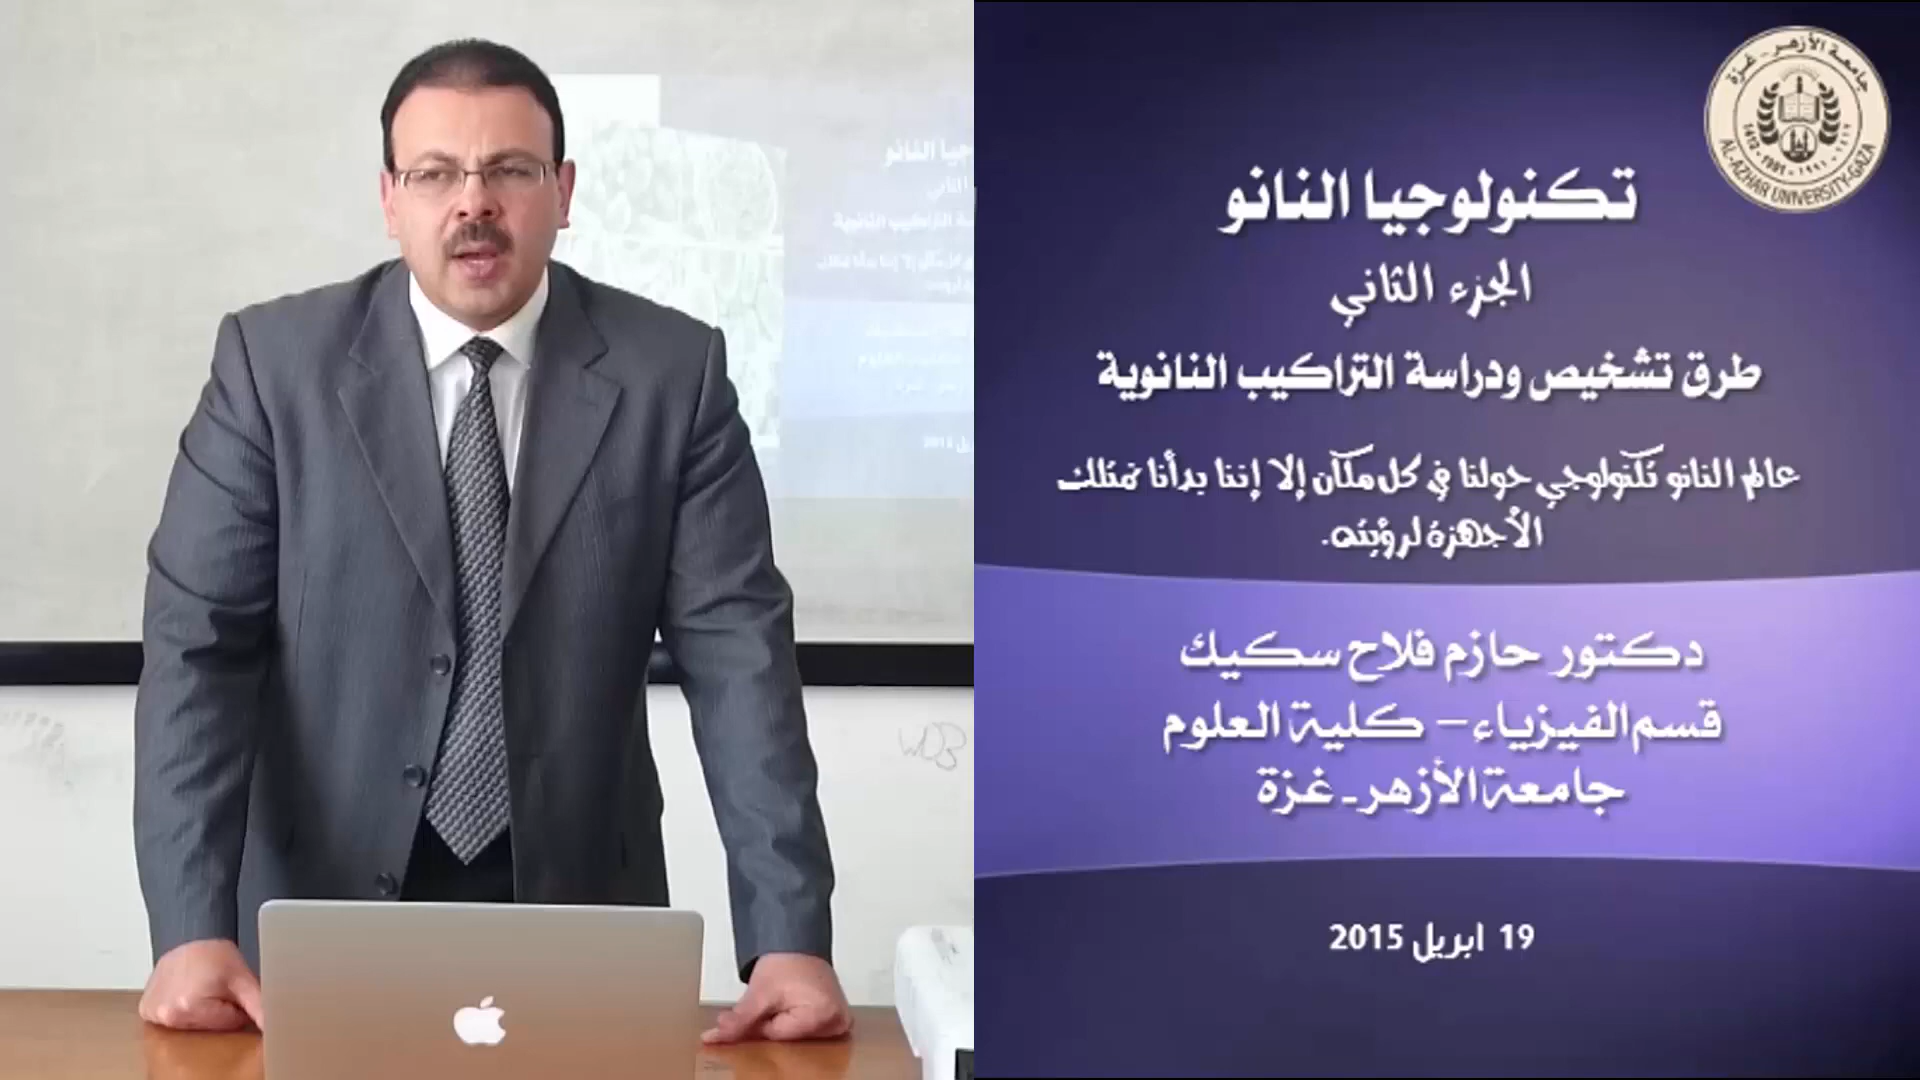 جامعة الأزهر - غزة
AL-AZHAR UNIVERSITY-GAZA
تكنولوجيا النانو
الجزء الثاني
طرق تشخيص ودراسة التراكيب النانوية
عالم النانو تكنولوجي حولنا في كل مكان إلا إننا بدأنا نمتلك
الأجهزة لرؤيته.
دكتور حازم فلاح سكيك
قسم الفيزياء – كلية العلوم
جامعة الأزهر - غزة
19 ابريل 2015